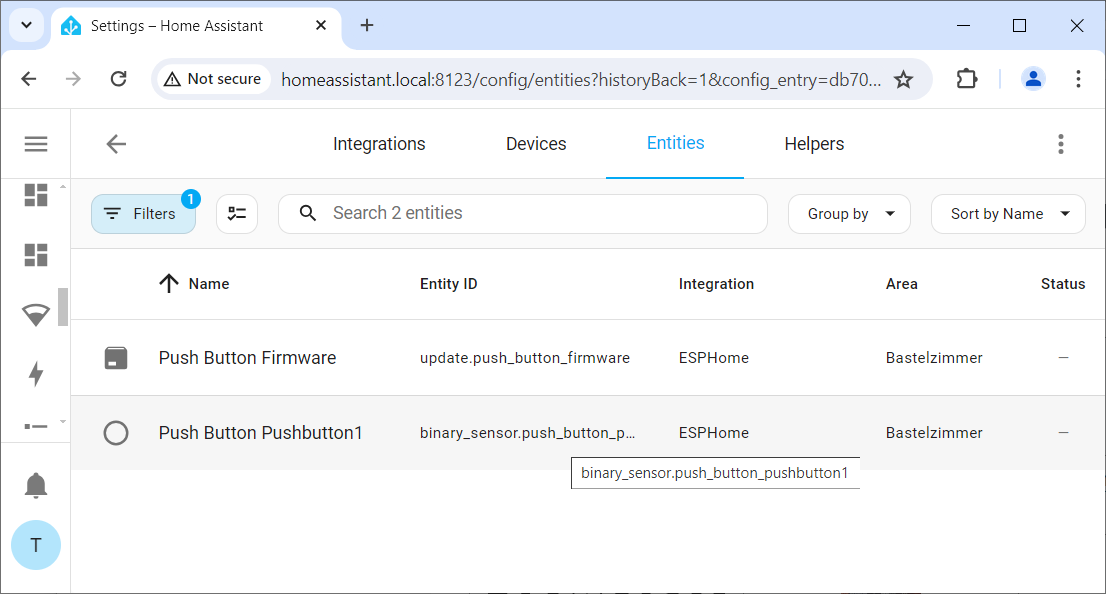 Settings – Home Assistant
Not secure
homeassistant.local:8123/config/entities?historyBack=1&config_entry=db70...
Integrations Devices Entities Helpers
Filters 1 Search 2 entities Group by Sort by Name
Name Entity ID Integration Area Status
Push Button Firmware update.push_button_firmware ESPHome Bastelzimmer –
Push Button Pushbutton1 binary_sensor.push_button_p... ESPHome Bastelzimmer –
binary_sensor.push_button_pushbutton1
T